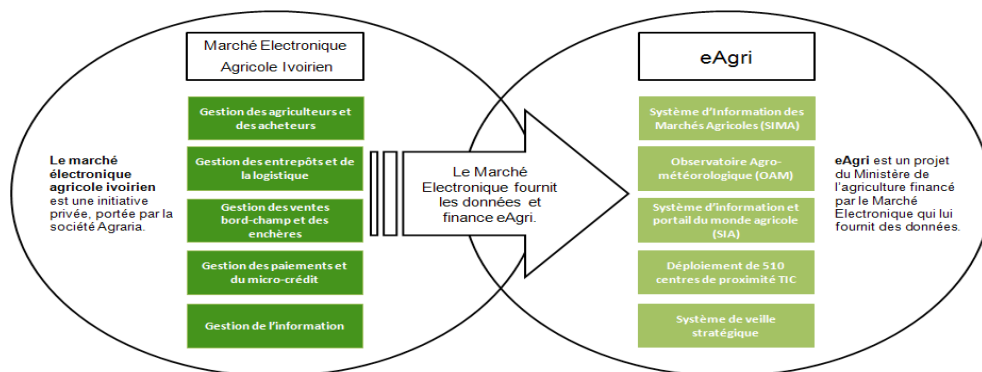 Marché Electronique
Agricole Ivoirien
Le marché
électronique
agricole ivoirien
est une initiative
privée, portée par la
société Agraria.
Gestion des agriculteurs et
des acheteurs
Gestion des entrepôts et de la
logistique
Gestion des ventes
bord-champ et des
enchères
Gestion des paiements et
du micro-crédit
Gestion de l'information
Le Marché
Electronique fournit
les données et
finance eAgri.
eAgri
Système d'Information des
Marchés Agricoles (SIMA)
Observatoire Agro-
météorologique (OAM)
Système d'information et
portail du monde agricole
(SIA)
Déploiement de 510
centres de proximité TIC
Système de veille
stratégique
eAgri est un projet
du Ministère de
l'agriculture financé
par le Marché
Electronique qui lui
fournit des données.